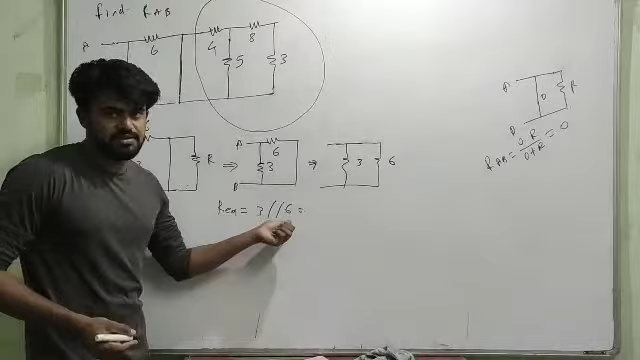 find RAB
A 6 4 8
5 3
A R
B
0
RAB = 0.R / 0+R = 0
R ⇒ A 6 3 B ⇒ 3 6
Req = 3//6 =